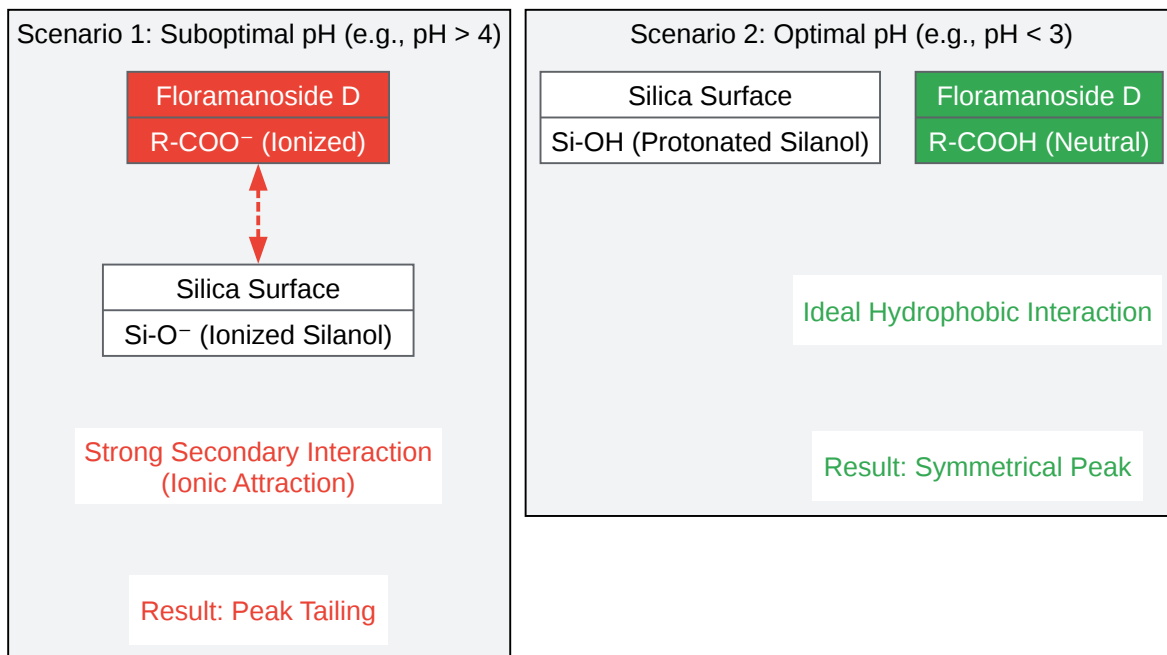 Scenario 1: Suboptimal pH (e.g., pH > 4)
Floramanoside D
R-COO⁻ (Ionized)
Silica Surface
Si-O⁻ (Ionized Silanol)
Strong Secondary Interaction
(Ionic Attraction)
Result: Peak Tailing
Scenario 2: Optimal pH (e.g., pH < 3)
Silica Surface
Si-OH (Protonated Silanol)
Floramanoside D
R-COOH (Neutral)
Ideal Hydrophobic Interaction
Result: Symmetrical Peak